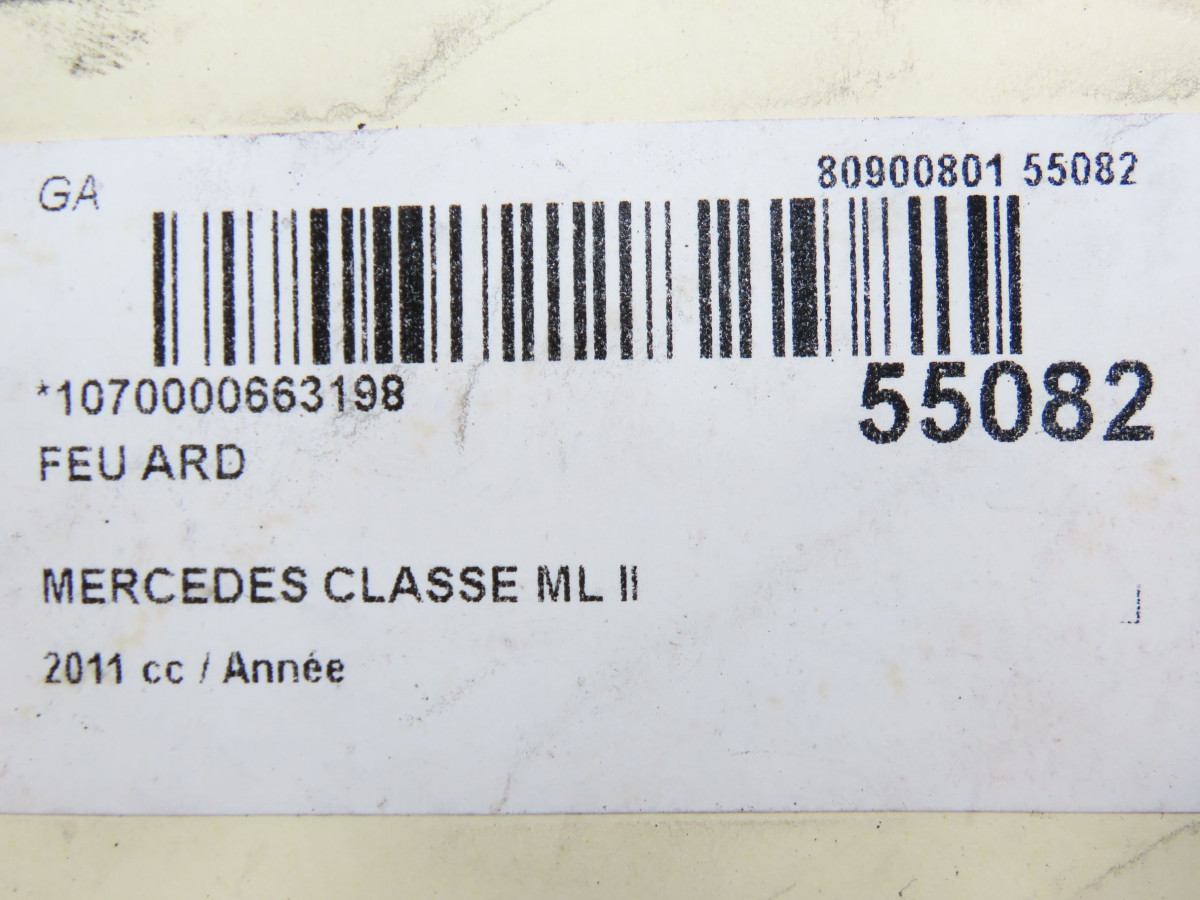 GA
80900801 55082
*1070000663198
55082
FEU ARD
MERCEDES CLASSE ML II
2011 cc / Année